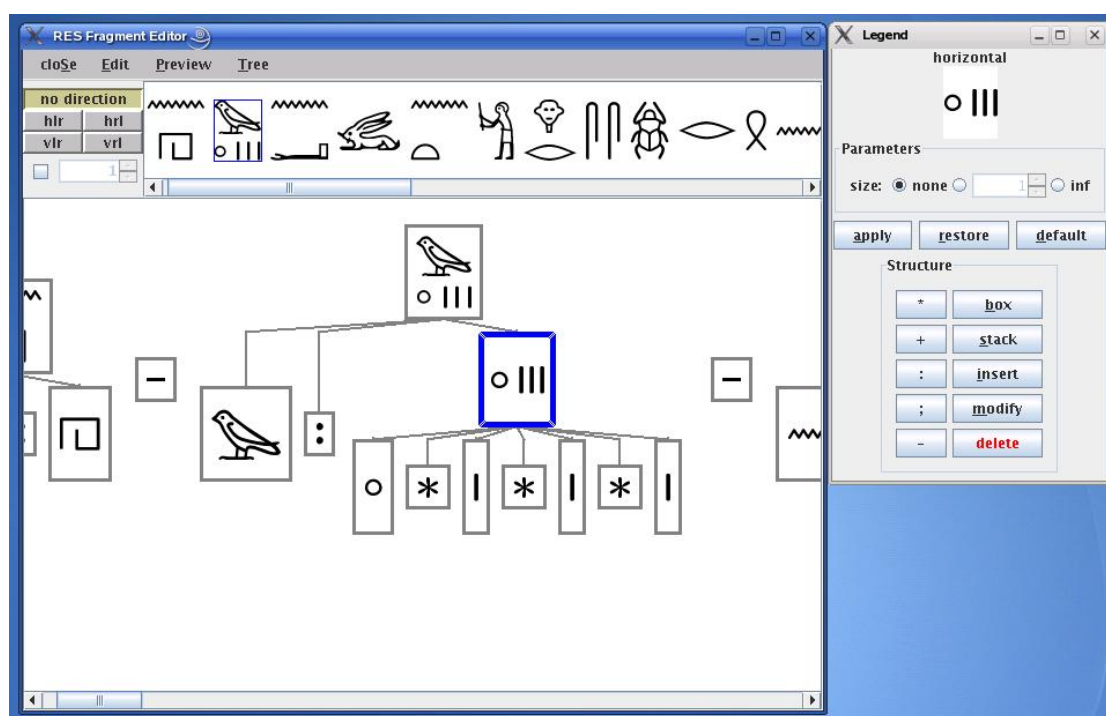 RES Fragment Editor
cloSe Edit Preview Tree
no direction
hlr hrl
vlr vrl
1
-
:
-
:
* * *
Legend
horizontal
Parameters
size: none 1 inf
apply restore default
Structure
* box
+ stack
: insert
; modify
- delete